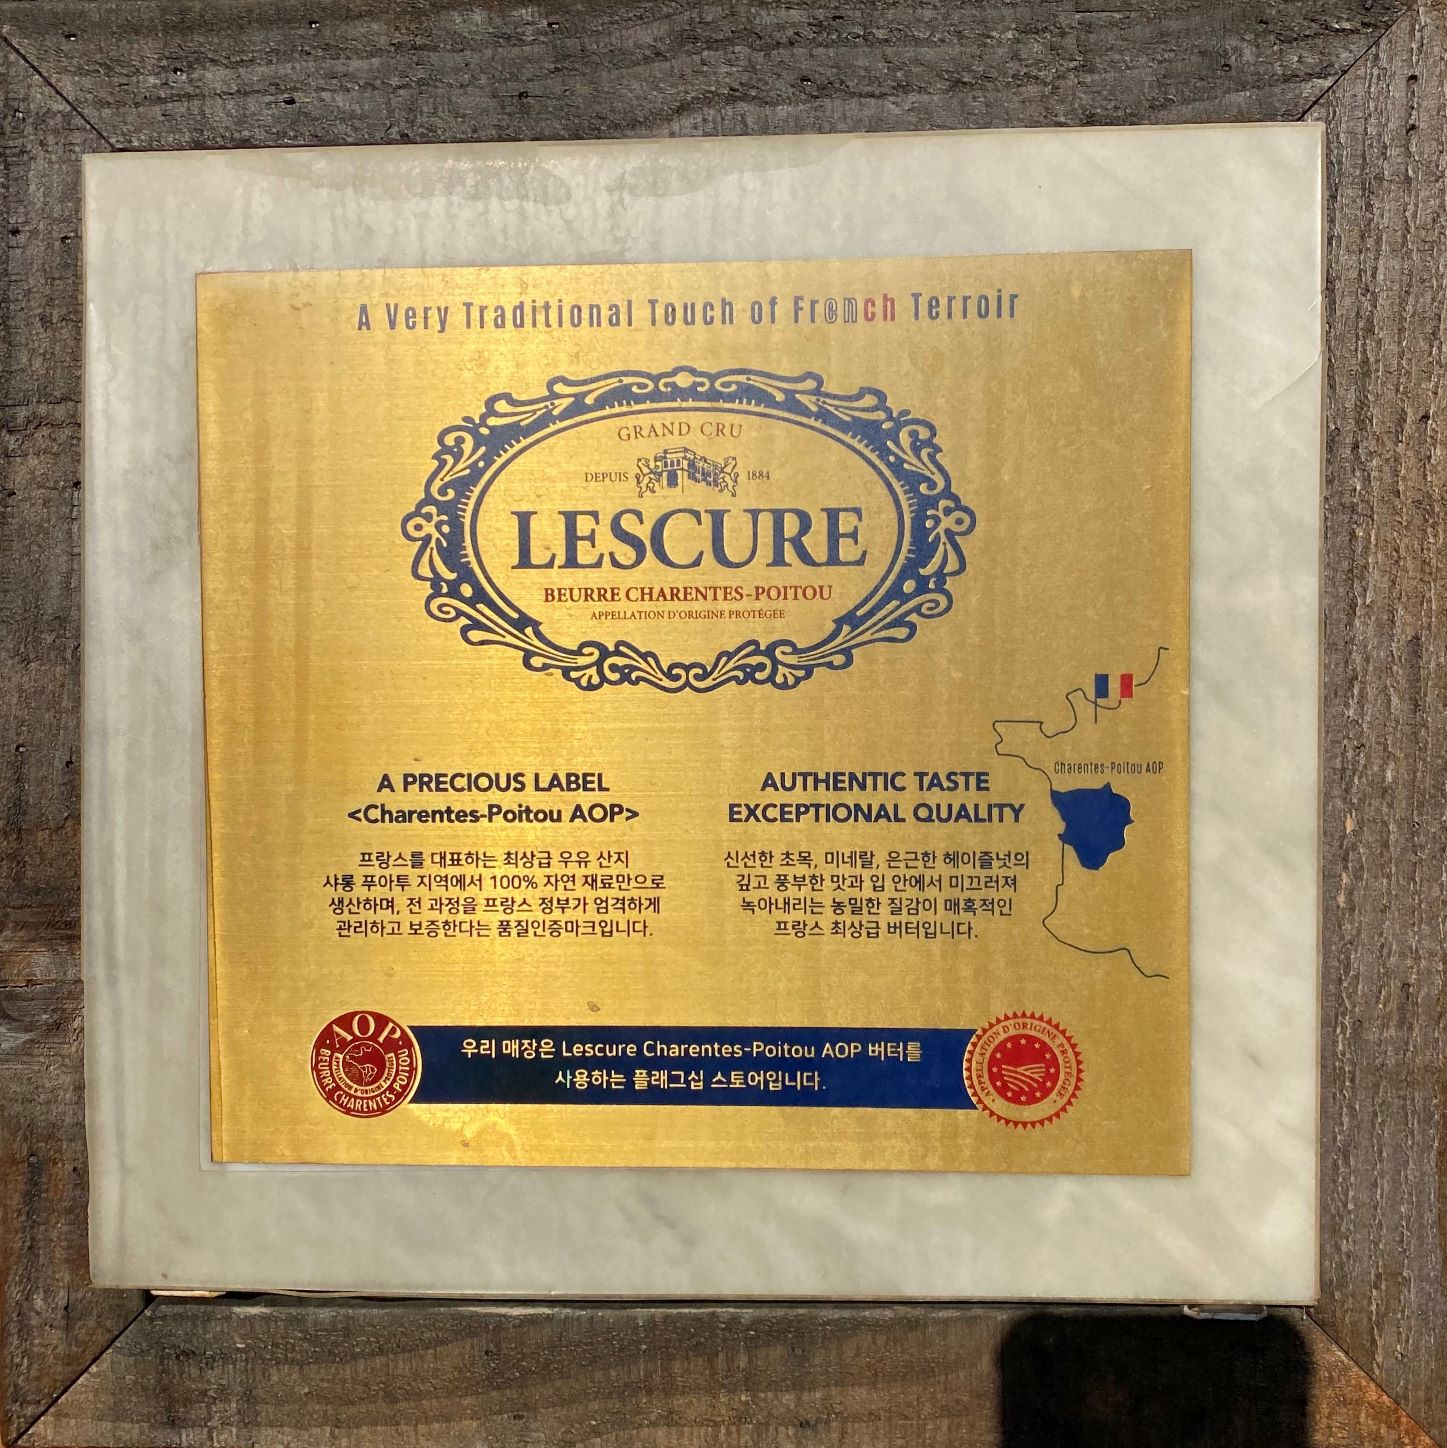 A Very Traditional Touch of French Terroir
GRAND CRU
DEPUIS 1884
LESCURE
BEURRE CHARENTES-POITOU
APPELLATION D'ORIGINE PROTÉGÉE
Charentes-Poitou AOP
A PRECIOUS LABEL
<Charentes-Poitou AOP>
프랑스를 대표하는 최상급 우유 산지
샤롱 푸아투 지역에서 100% 자연 재료만으로
생산하며, 전 과정을 프랑스 정부가 엄격하게
관리하고 보증한다는 품질인증마크입니다.
AUTHENTIC TASTE
EXCEPTIONAL QUALITY
신선한 초목, 미네랄, 은근한 헤이즐넛의
깊고 풍부한 맛과 입 안에서 미끄러져
녹아내리는 농밀한 질감이 매혹적인
프랑스 최상급 버터입니다.
AOP
APPELLATION D'ORIGINE PROTÉGÉE
BEURRE CHARENTES-POITOU
우리 매장은 Lescure Charentes-Poitou AOP 버터를
사용하는 플래그십 스토어입니다.
APPELLATION D'ORIGINE PROTÉGÉE